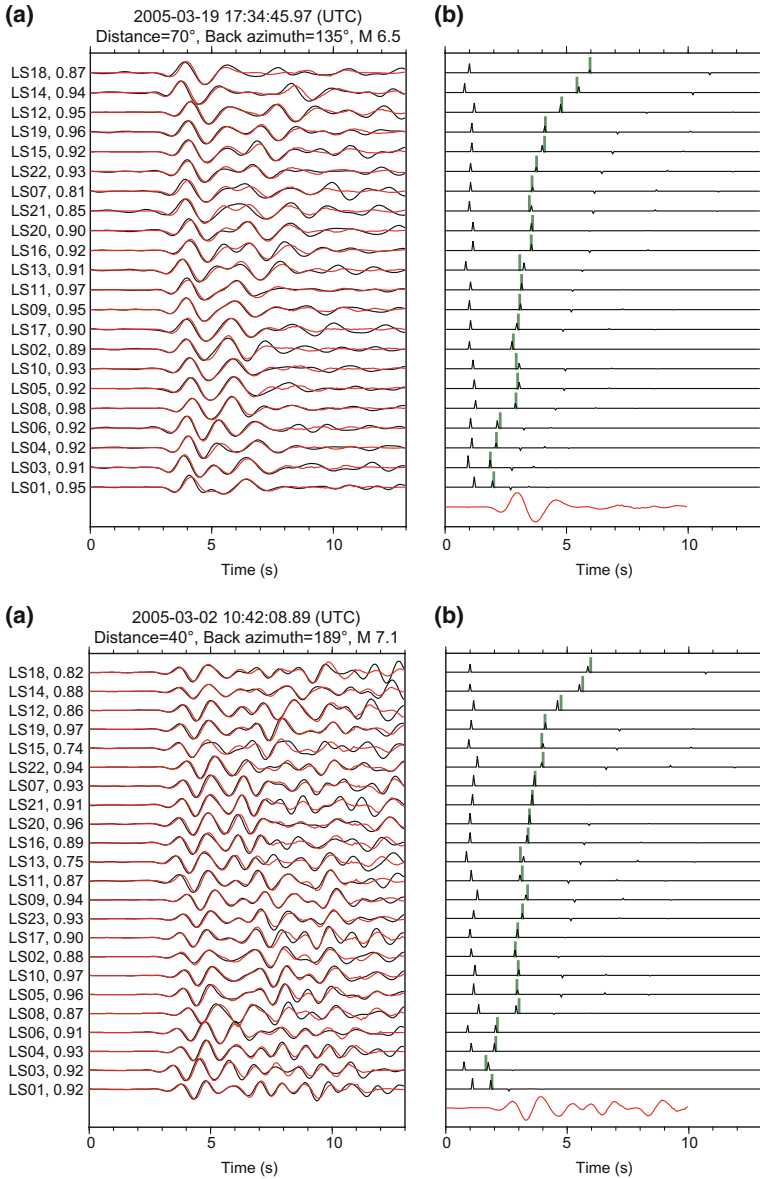 (a)
2005-03-19 17:34:45.97 (UTC)
Distance=70°, Back azimuth=135°, M 6.5
(b)
LS18, 0.87
LS14, 0.94
LS12, 0.95
LS19, 0.96
LS15, 0.92
LS22, 0.93
LS07, 0.81
LS21, 0.85
LS20, 0.90
LS16, 0.92
LS13, 0.91
LS11, 0.97
LS09, 0.95
LS17, 0.90
LS02, 0.89
LS10, 0.93
LS05, 0.92
LS08, 0.98
LS06, 0.92
LS04, 0.92
LS03, 0.91
LS01, 0.95
0 5 10
Time (s)
0 5 10
Time (s)
(a)
2005-03-02 10:42:08.89 (UTC)
Distance=40°, Back azimuth=189°, M 7.1
(b)
LS18, 0.82
LS14, 0.88
LS12, 0.86
LS19, 0.97
LS15, 0.74
LS22, 0.94
LS07, 0.93
LS21, 0.91
LS20, 0.96
LS16, 0.89
LS13, 0.75
LS11, 0.87
LS09, 0.94
LS23, 0.93
LS17, 0.90
LS02, 0.88
LS10, 0.97
LS05, 0.96
LS08, 0.87
LS06, 0.91
LS04, 0.93
LS03, 0.92
LS01, 0.92
0 5 10
Time (s)
0 5 10
Time (s)